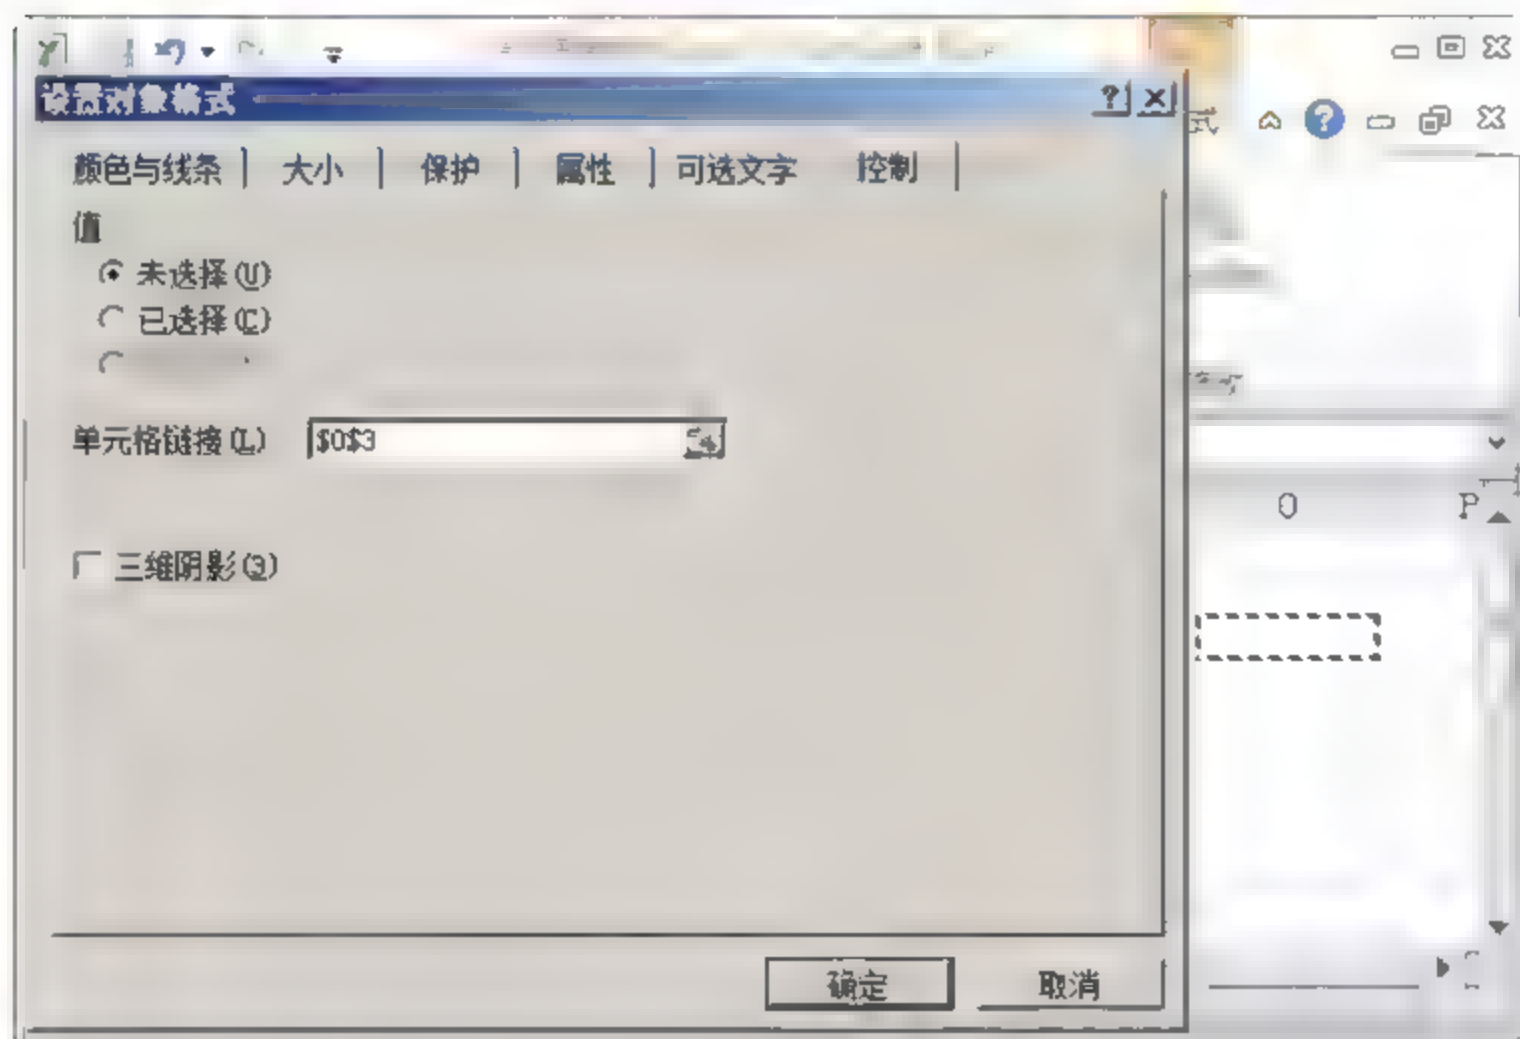 设置对象格式
式
颜色与线条 大小 保护 属性 可选文字 控制
值
未选择(U)
已选择(C)
单元格链接(L) $O$3
O P
三维阴影(3)
确定 取消